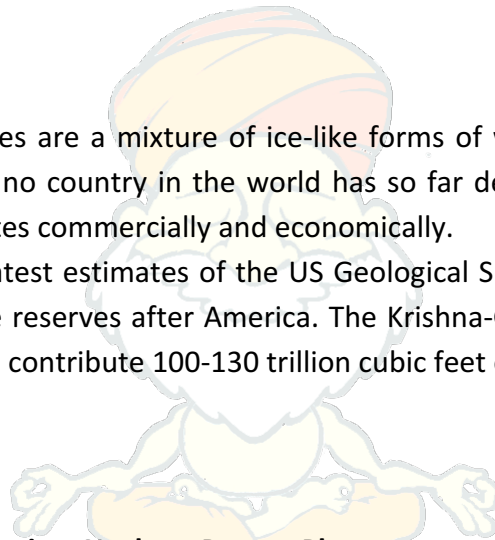 es are a mixture of ice-like forms of
no country in the world has so far de
tes commercially and economically.
test estimates of the US Geological S
e reserves after America. The Krishna-
contribute 100-130 trillion cubic feet